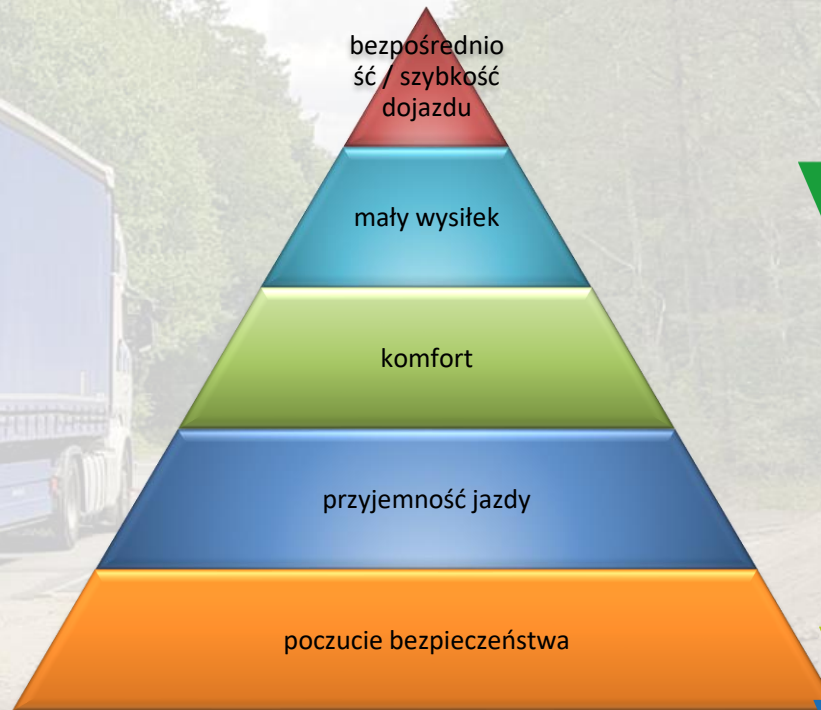 bezpośrednio
ść / szybkość
dojazdu
mały wysiłek
komfort
przyjemność jazdy
poczucie bezpieczeństwa